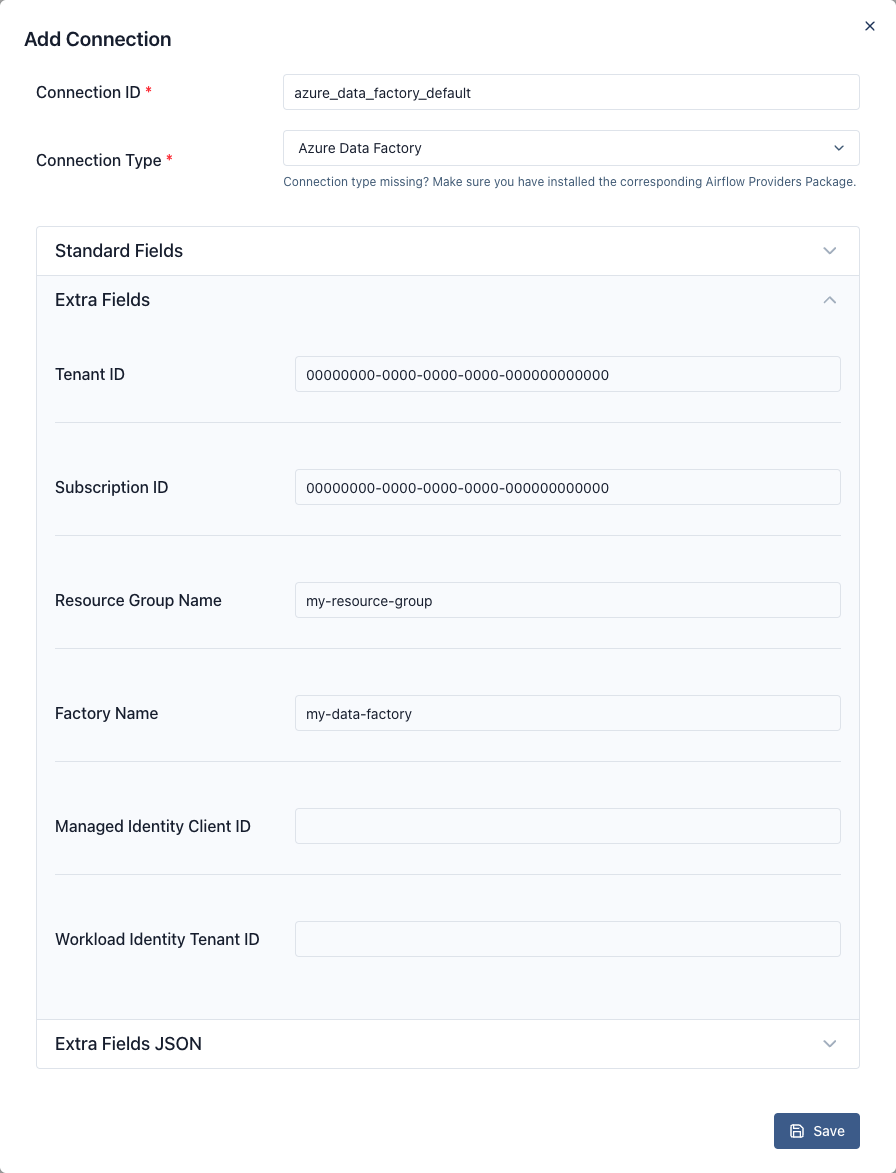 Add Connection
Connection ID *
azure_data_factory_default
Connection Type *
Azure Data Factory
Connection type missing? Make sure you have installed the corresponding Airflow Providers Package.
Standard Fields
Extra Fields
Tenant ID
00000000-0000-0000-0000-000000000000
Subscription ID
00000000-0000-0000-0000-000000000000
Resource Group Name
my-resource-group
Factory Name
my-data-factory
Managed Identity Client ID
Workload Identity Tenant ID
Extra Fields JSON
Save